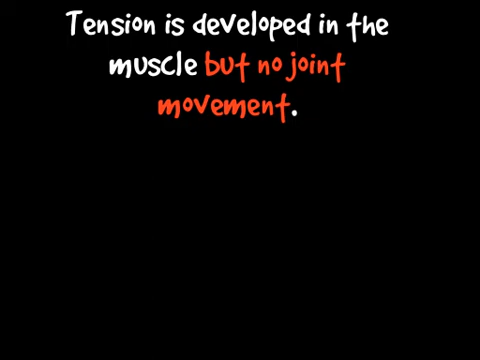 Tension is developed in the
muscle but no joint
movement.